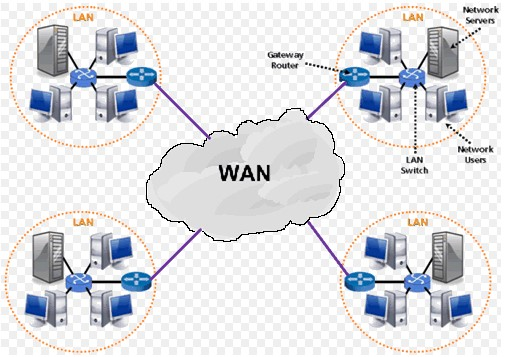 LAN
LAN
Network
Servers
Gateway
Router
LAN
Switch
Network
Users
WAN
LAN
LAN